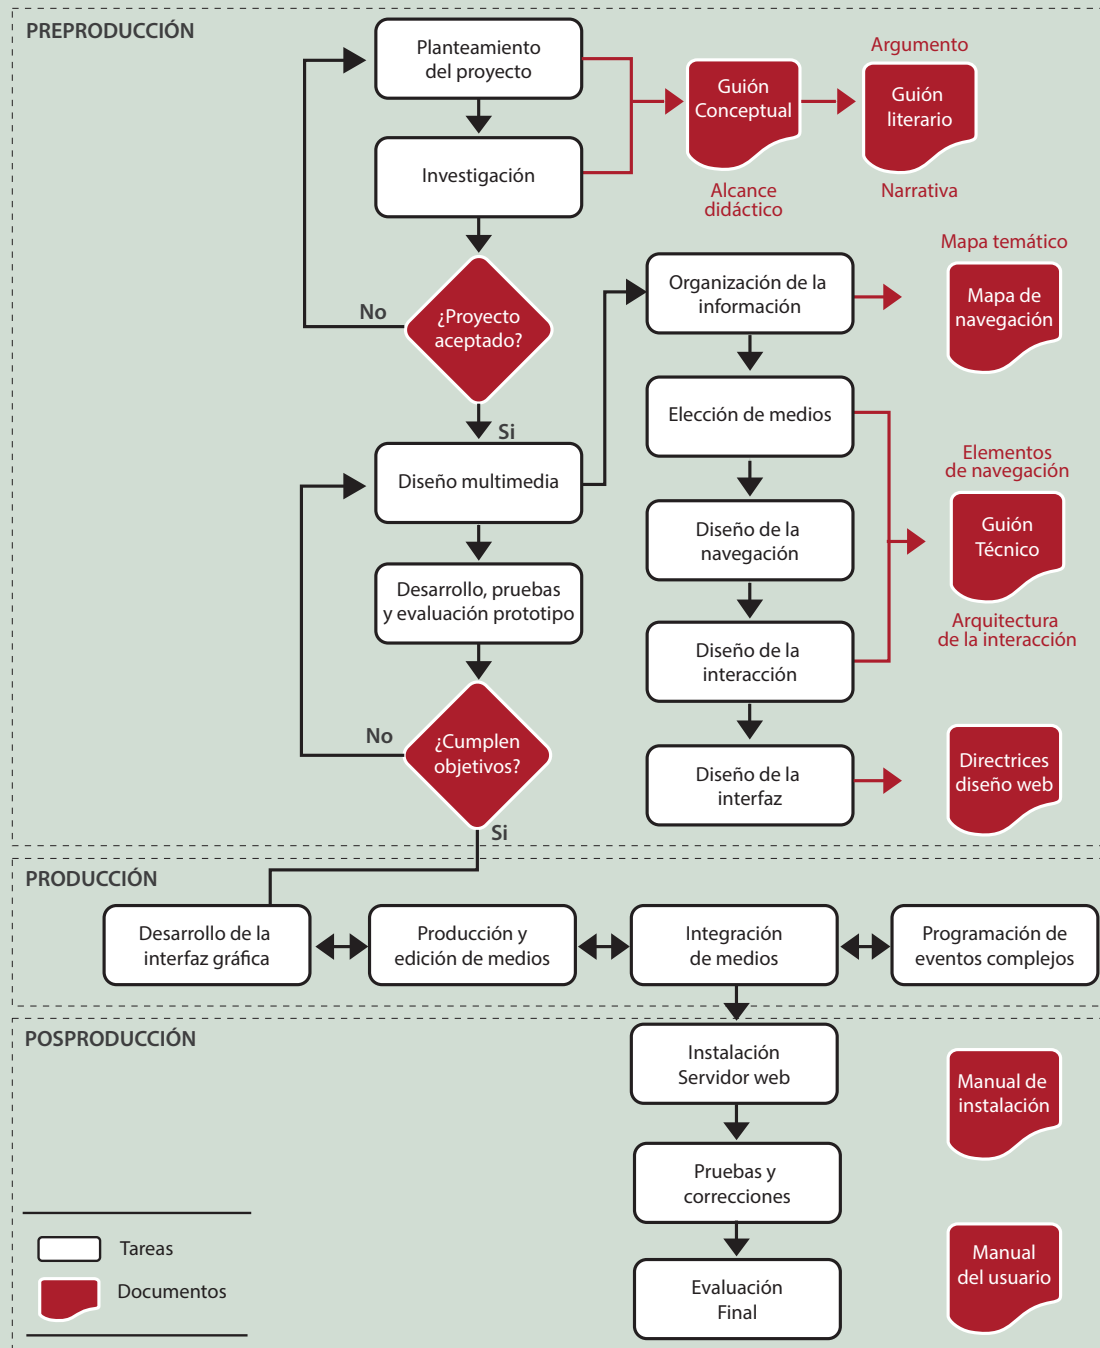 PREPRODUCCIÓN
Planteamiento
del proyecto
Investigación
¿Proyecto
aceptado?
No
Si
Diseño multimedia
Desarrollo, pruebas
y evaluación prototipo
¿Cumplen
objetivos?
No
Si
Guión
Conceptual
Alcance
didáctico
Argumento
Guión
literario
Narrativa
Organización de la
información
Elección de medios
Diseño de la
navegación
Diseño de la
interacción
Diseño de la
interfaz
Mapa temático
Mapa de
navegación
Elementos
de navegación
Guión
Técnico
Arquitectura
de la interacción
Directrices
diseño web
PRODUCCIÓN
Desarrollo de la
interfaz gráfica
Producción y
edición de medios
Integración
de medios
Programación de
eventos complejos
POSPRODUCCIÓN
Instalación
Servidor web
Pruebas y
correcciones
Evaluación
Final
Manual de
instalación
Manual
del usuario
Tareas
Documentos